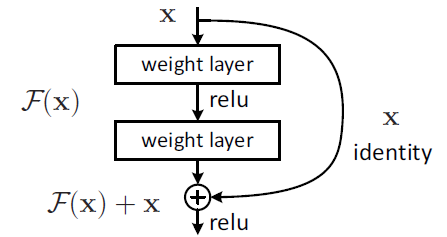 x
weight layer
relu
F(x)
weight layer
x
identity
F(x) + x
relu